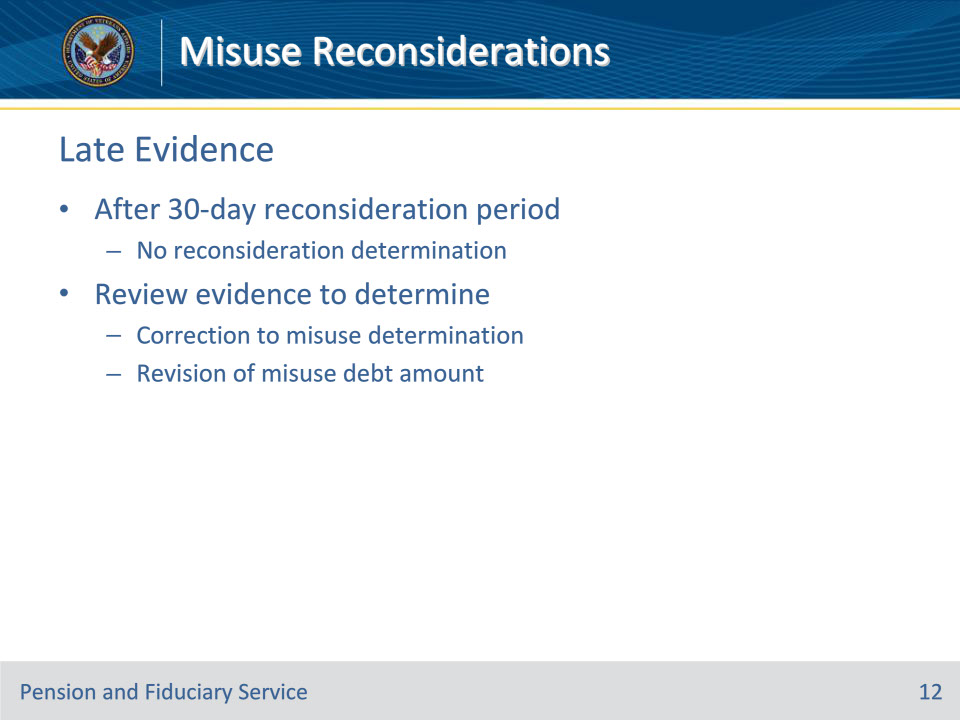 Misuse Reconsiderations
Late Evidence
• After 30-day reconsideration period
– No reconsideration determination
• Review evidence to determine
– Correction to misuse determination
– Revision of misuse debt amount
Pension and Fiduciary Service
12
DEPARTMENT OF VETERANS AFFAIRS
UNITED STATES OF AMERICA